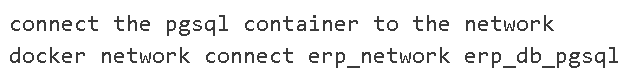 connect the pgsql container to the network
docker network connect erp_network erp_db_pgsql